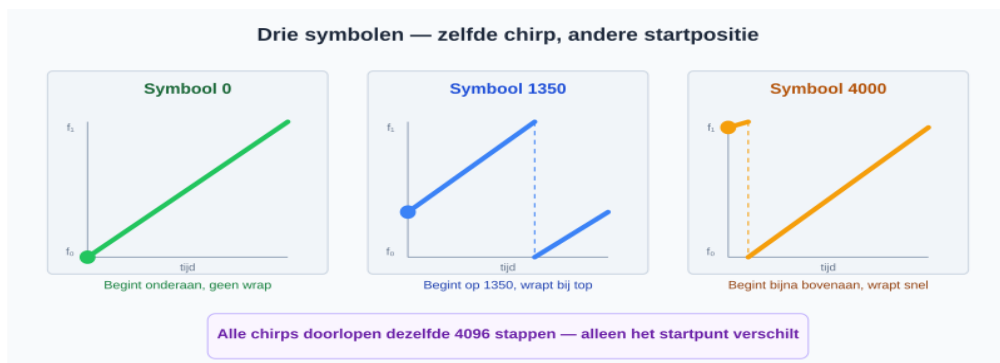 Drie symbolen — zelfde chirp, andere startpositie
Symbool 0
f₁
f₀
tijd
Begint onderaan, geen wrap
Symbool 1350
f₁
f₀
tijd
Begint op 1350, wrapt bij top
Symbool 4000
f₁
f₀
tijd
Begint bijna bovenaan, wrapt snel
Alle chirps doorlopen dezelfde 4096 stappen — alleen het startpunt verschilt